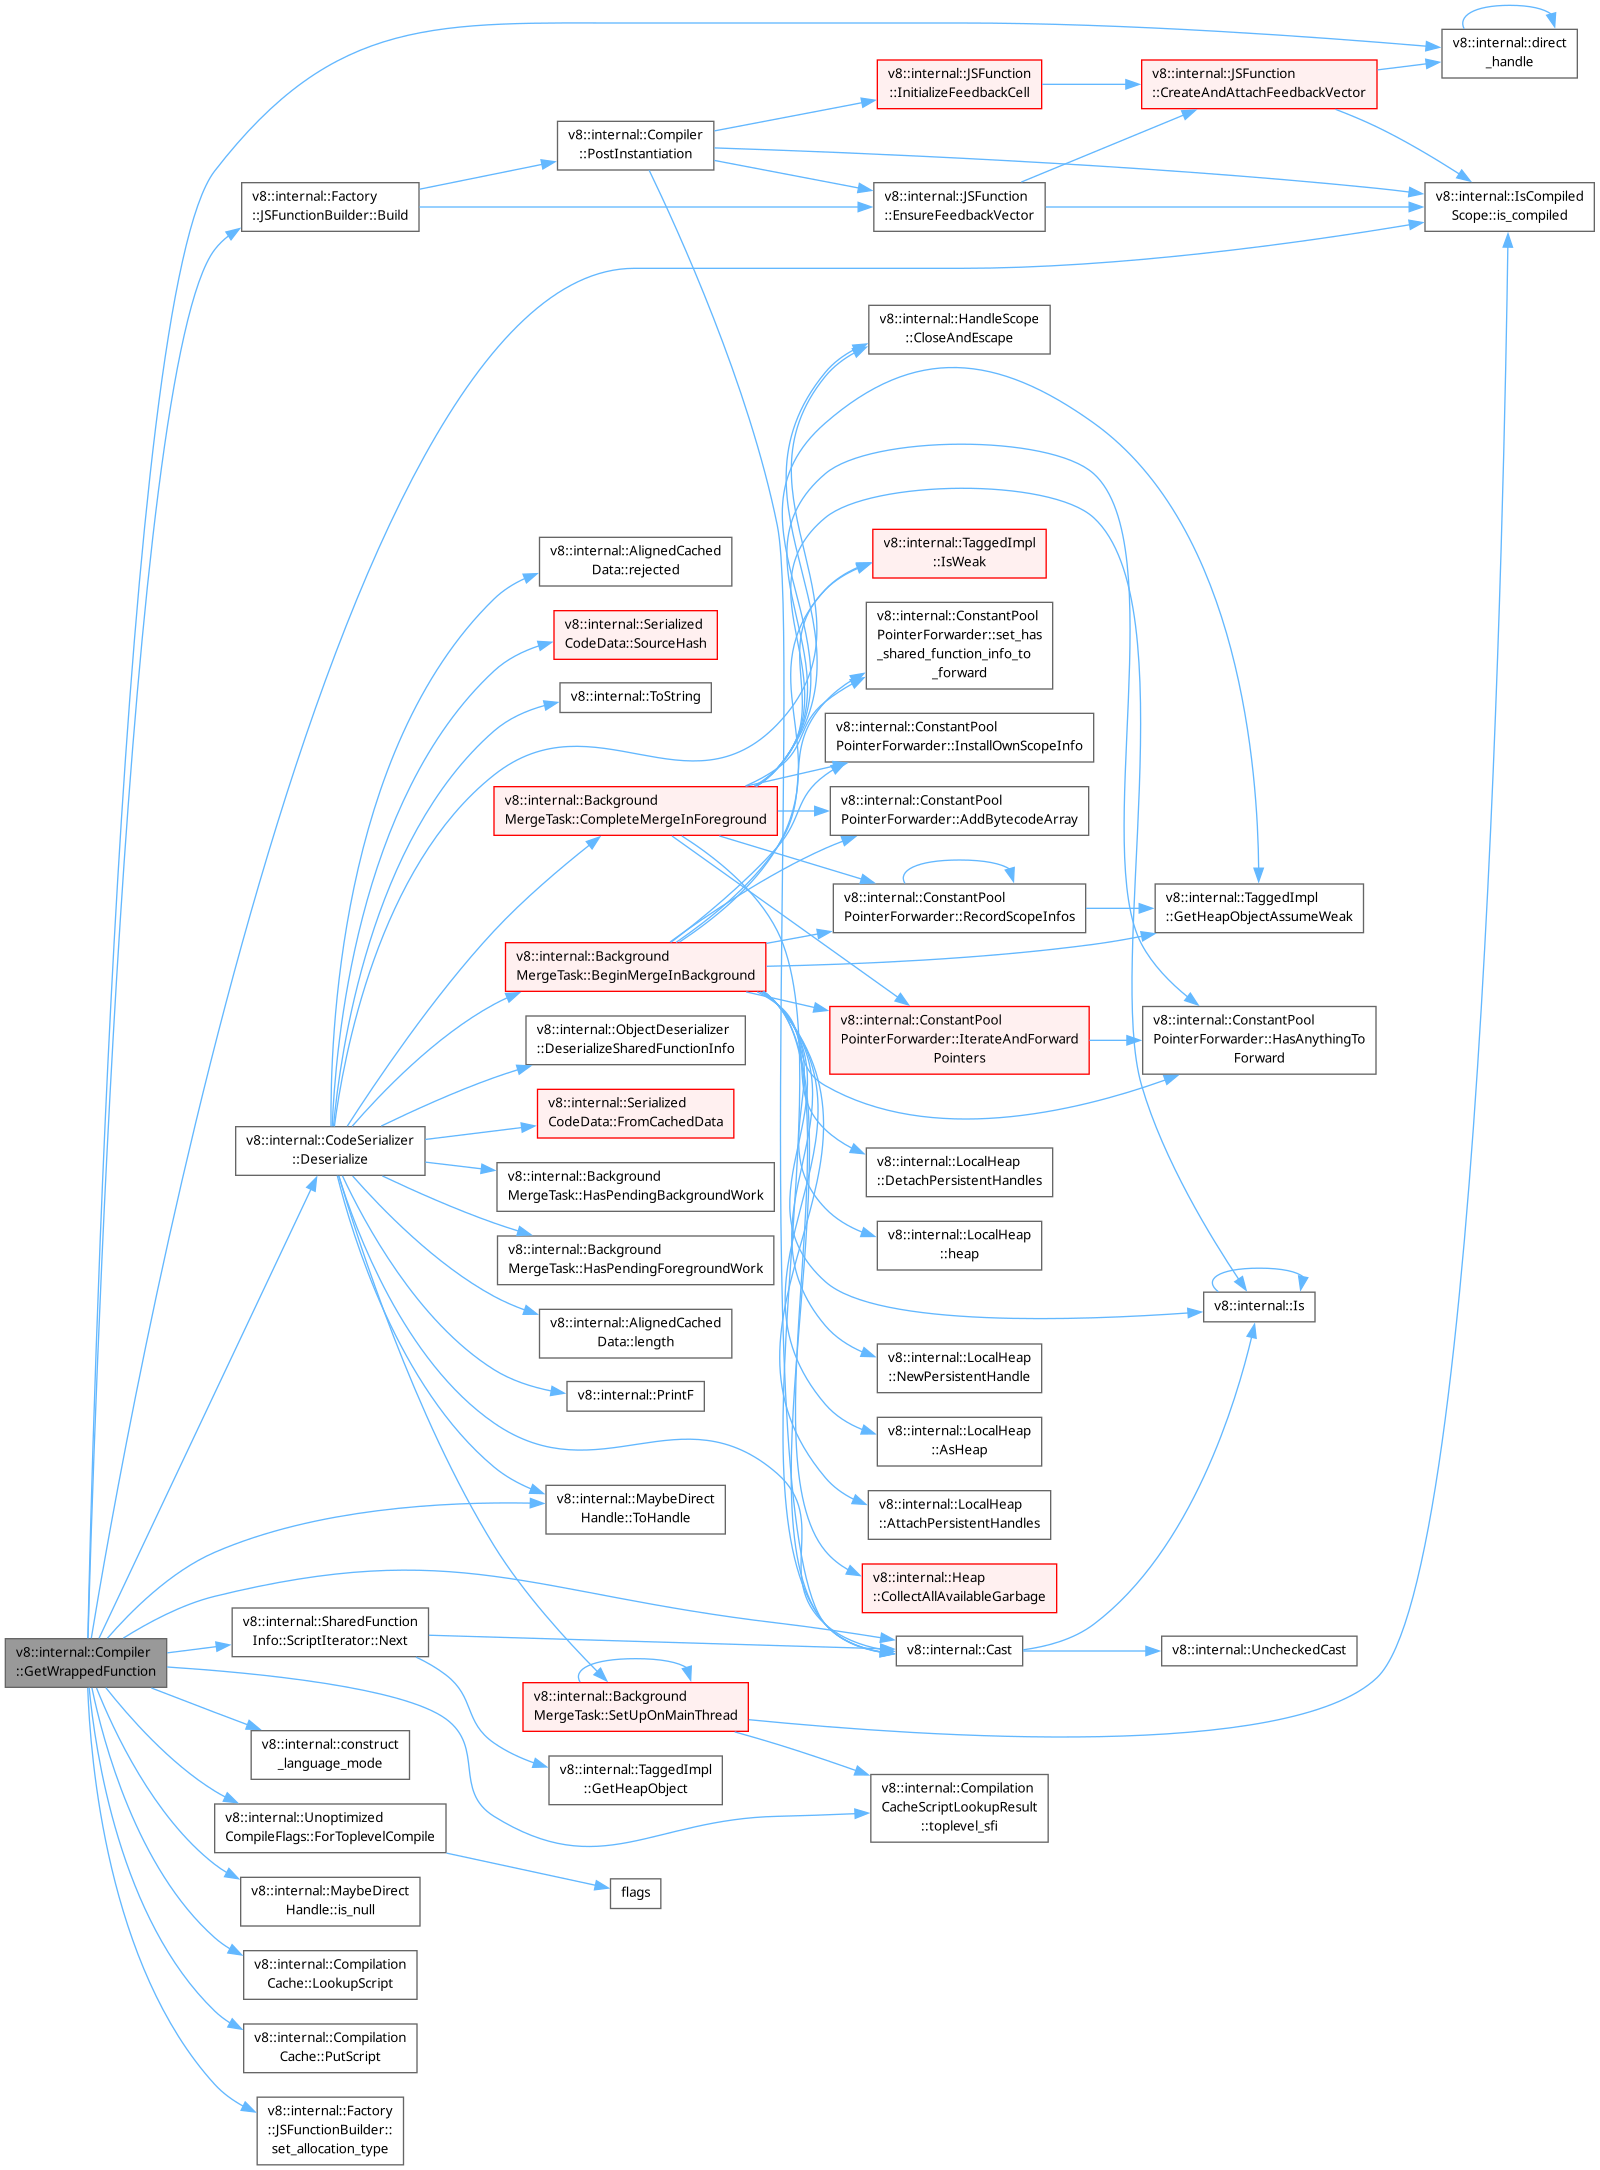 v8::internal::direct
_handle
v8::internal::JSFunction
::InitializeFeedbackCell
v8::internal::JSFunction
::CreateAndAttachFeedbackVector
v8::internal::Compiler
::PostInstantiation
v8::internal::Factory
::JSFunctionBuilder::Build
v8::internal::JSFunction
::EnsureFeedbackVector
v8::internal::IsCompiled
Scope::is_compiled
v8::internal::HandleScope
::CloseAndEscape
v8::internal::AlignedCached
Data::rejected
v8::internal::TaggedImpl
::IsWeak
v8::internal::Serialized
CodeData::SourceHash
v8::internal::ConstantPool
PointerForwarder::set_has
_shared_function_info_to
_forward
v8::internal::ToString
v8::internal::ConstantPool
PointerForwarder::InstallOwnScopeInfo
v8::internal::Background
MergeTask::CompleteMergeInForeground
v8::internal::ConstantPool
PointerForwarder::AddBytecodeArray
v8::internal::ConstantPool
PointerForwarder::RecordScopeInfos
v8::internal::TaggedImpl
::GetHeapObjectAssumeWeak
v8::internal::Background
MergeTask::BeginMergeInBackground
v8::internal::ObjectDeserializer
::DeserializeSharedFunctionInfo
v8::internal::ConstantPool
PointerForwarder::IterateAndForward
Pointers
v8::internal::ConstantPool
PointerForwarder::HasAnythingTo
Forward
v8::internal::Serialized
CodeData::FromCachedData
v8::internal::CodeSerializer
::Deserialize
v8::internal::Background
MergeTask::HasPendingBackgroundWork
v8::internal::LocalHeap
::DetachPersistentHandles
v8::internal::Background
MergeTask::HasPendingForegroundWork
v8::internal::LocalHeap
::heap
v8::internal::Is
v8::internal::AlignedCached
Data::length
v8::internal::LocalHeap
::NewPersistentHandle
v8::internal::PrintF
v8::internal::LocalHeap
::AsHeap
v8::internal::MaybeDirect
Handle::ToHandle
v8::internal::LocalHeap
::AttachPersistentHandles
v8::internal::Heap
::CollectAllAvailableGarbage
v8::internal::SharedFunction
Info::ScriptIterator::Next
v8::internal::Compiler
::GetWrappedFunction
v8::internal::Cast
v8::internal::UncheckedCast
v8::internal::Background
MergeTask::SetUpOnMainThread
v8::internal::construct
_language_mode
v8::internal::TaggedImpl
::GetHeapObject
v8::internal::Compilation
CacheScriptLookupResult
::toplevel_sfi
v8::internal::Unoptimized
CompileFlags::ForToplevelCompile
flags
v8::internal::MaybeDirect
Handle::is_null
v8::internal::Compilation
Cache::LookupScript
v8::internal::Compilation
Cache::PutScript
v8::internal::Factory
::JSFunctionBuilder::
set_allocation_type